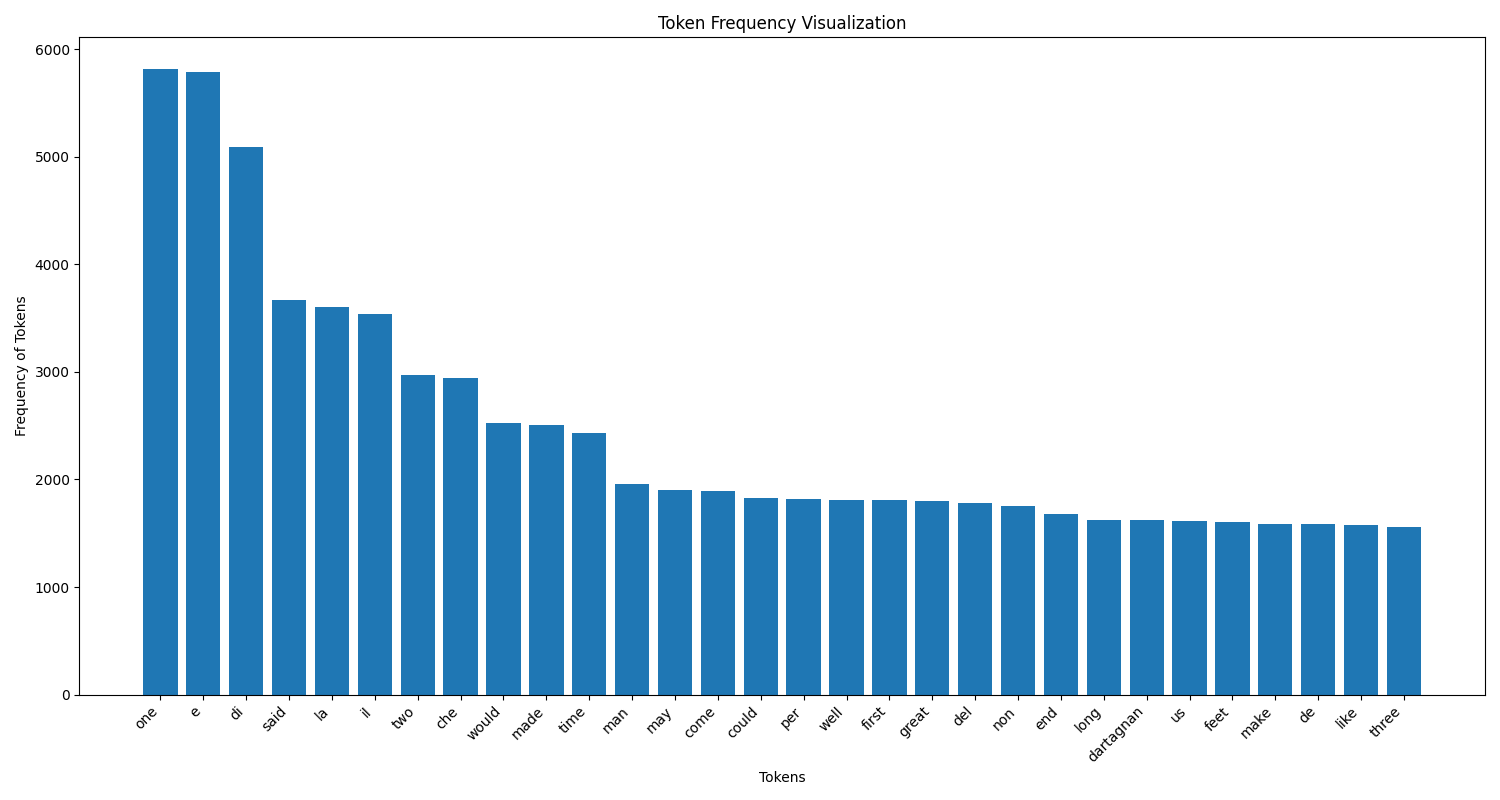 Token Frequency Visualization
Frequency of Tokens
6000
5000
4000
3000
2000
1000
0
one e di said la il two che would made time man may come could per well first great del non end long dartagnan us feet make de like three
Tokens